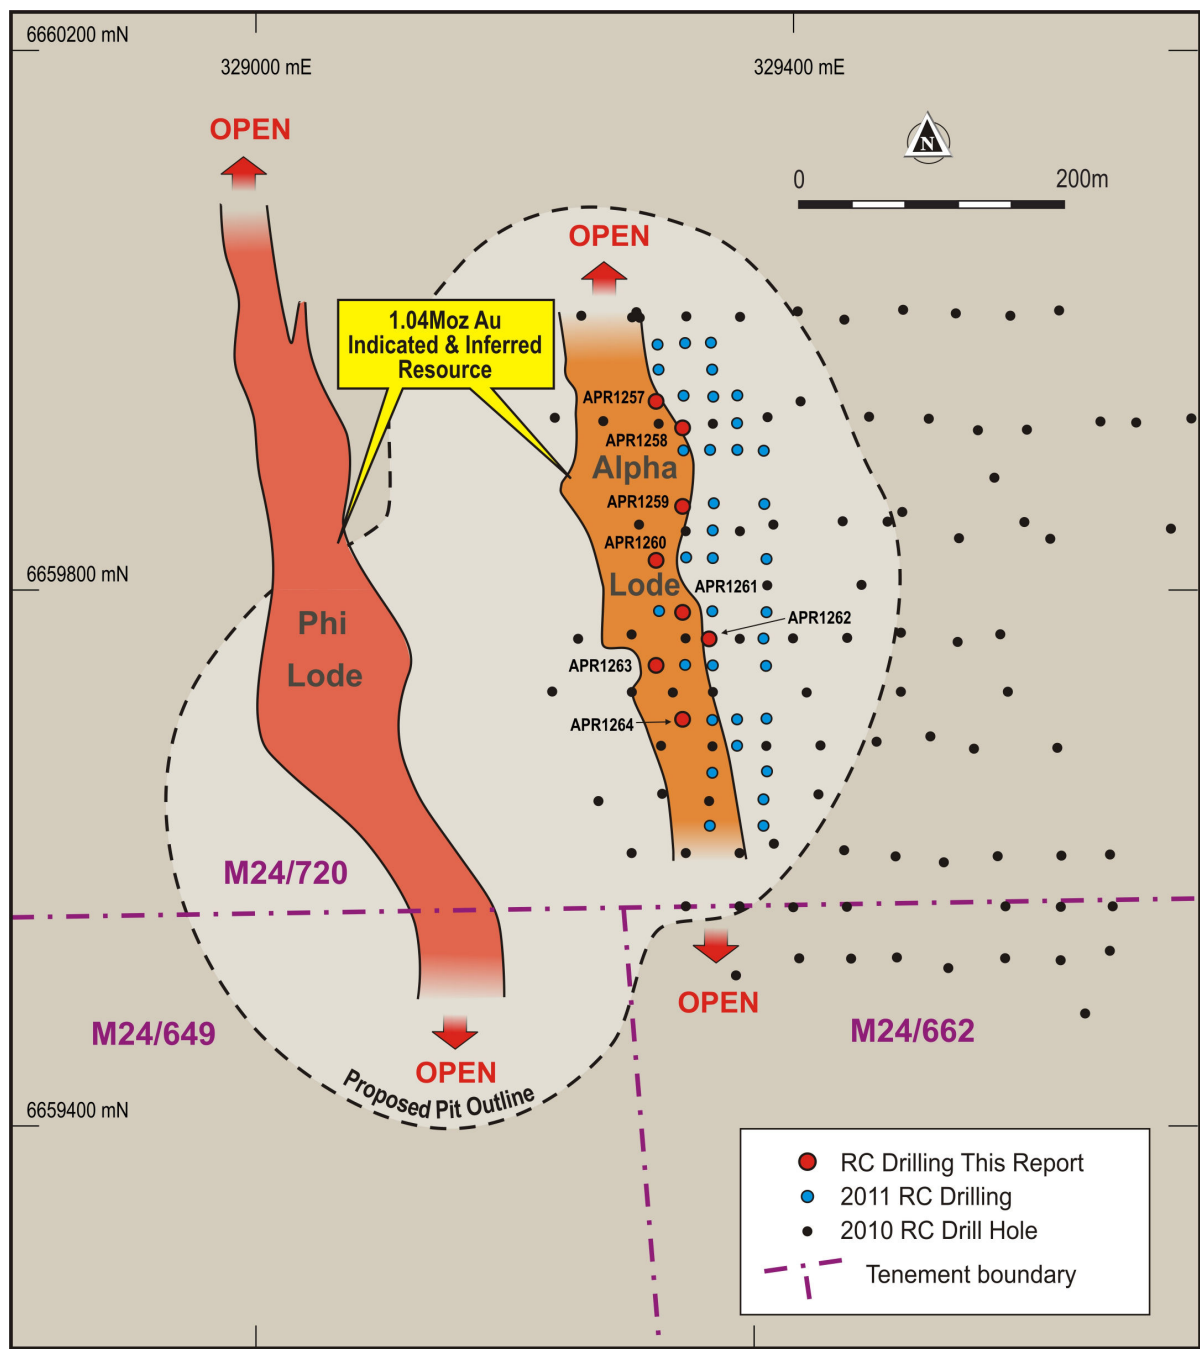 6660200 mN
329000 mE
329400 mE
OPEN
N
0
200m
OPEN
1.04Moz Au
Indicated & Inferred
Resource
APR1257
APR1258
Alpha
APR1259
APR1260
6659800 mN
Lode
APR1261
APR1262
Phi
Lode
APR1263
APR1264
M24/720
OPEN
M24/649
M24/662
OPEN
Proposed Pit Outline
6659400 mN
RC Drilling This Report
2011 RC Drilling
2010 RC Drill Hole
Tenement boundary